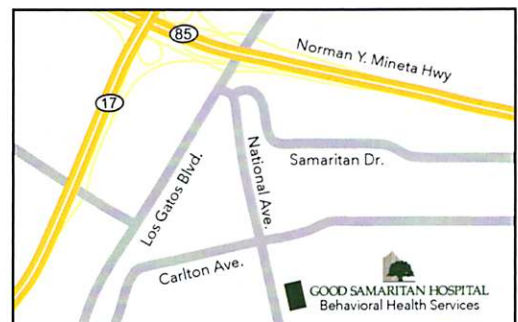 85
Norman Y. Mineta Hwy
17
Los Gatos Blvd.
National Ave.
Samaritan Dr.
Carlton Ave.
GOOD SAMARITAN HOSPITAL
Behavioral Health Services